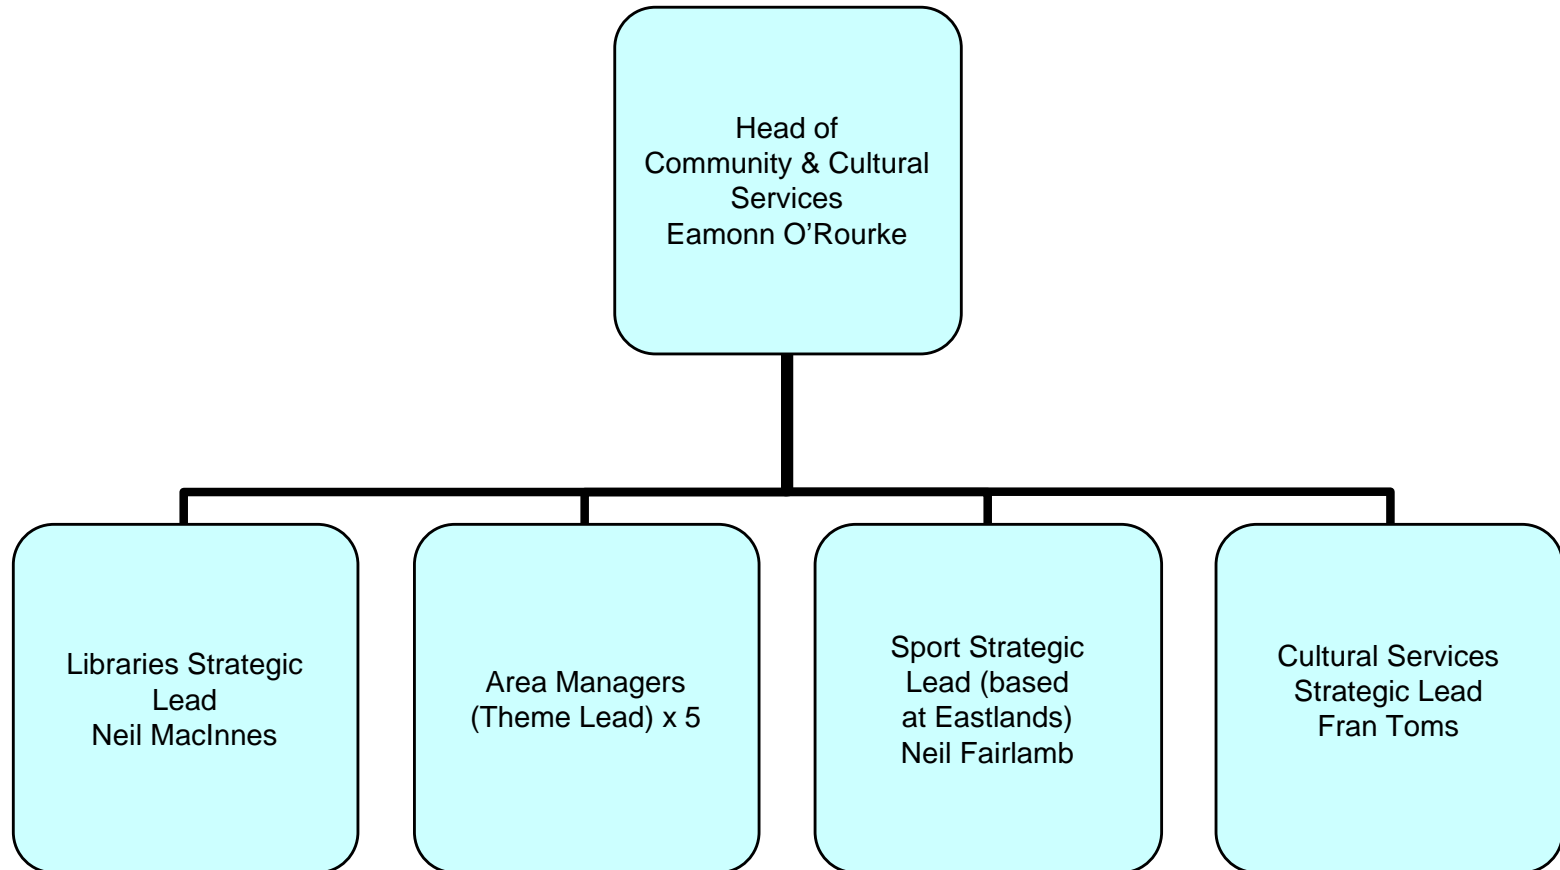 Head of
Community & Cultural
Services
Eamonn O’Rourke
Libraries Strategic
Lead
Neil MacInnes
Area Managers
(Theme Lead) x 5
Sport Strategic
Lead (based
at Eastlands)
Neil Fairlamb
Cultural Services
Strategic Lead
Fran Toms